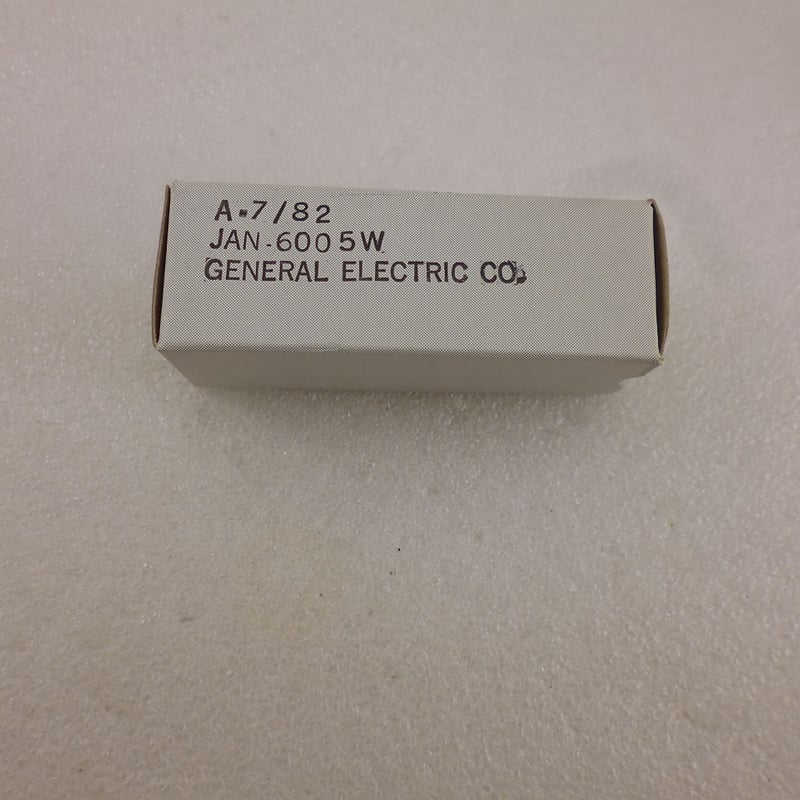 A-7/82
JAN-6005W
GENERAL ELECTRIC CO.